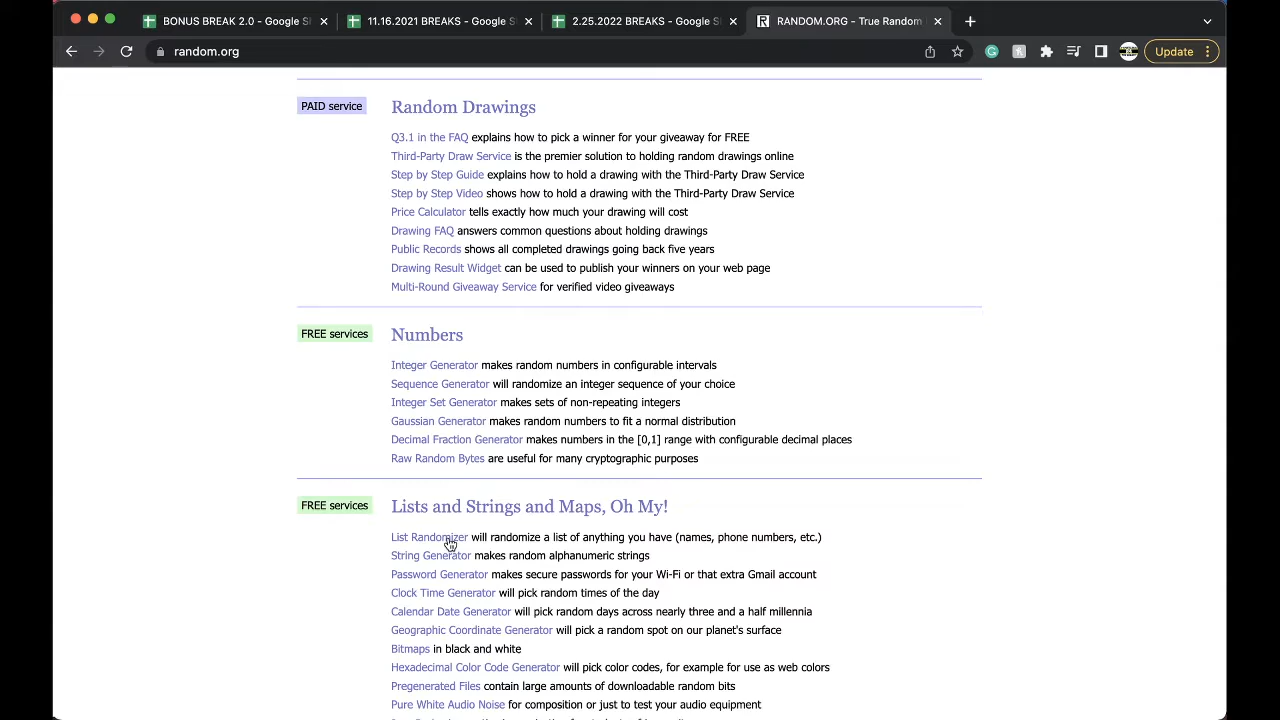 BONUS BREAK 2.0 - Google S
11.16.2021 BREAKS - Google S
2.25.2022 BREAKS - Google S
RANDOM.ORG - True Random
random.org
Update
PAID service
Random Drawings
Q3.1 in the FAQ explains how to pick a winner for your giveaway for FREE
Third-Party Draw Service is the premier solution to holding random drawings online
Step by Step Guide explains how to hold a drawing with the Third-Party Draw Service
Step by Step Video shows how to hold a drawing with the Third-Party Draw Service
Price Calculator tells exactly how much your drawing will cost
Drawing FAQ answers common questions about holding drawings
Public Records shows all completed drawings going back five years
Drawing Result Widget can be used to publish your winners on your web page
Multi-Round Giveaway Service for verified video giveaways
FREE services
Numbers
Integer Generator makes random numbers in configurable intervals
Sequence Generator will randomize an integer sequence of your choice
Integer Set Generator makes sets of non-repeating integers
Gaussian Generator makes random numbers to fit a normal distribution
Decimal Fraction Generator makes numbers in the [0,1] range with configurable decimal places
Raw Random Bytes are useful for many cryptographic purposes
FREE services
Lists and Strings and Maps, Oh My!
List Randomizer will randomize a list of anything you have (names, phone numbers, etc.)
String Generator makes random alphanumeric strings
Password Generator makes secure passwords for your Wi-Fi or that extra Gmail account
Clock Time Generator will pick random times of the day
Calendar Date Generator will pick random days across nearly three and a half millennia
Geographic Coordinate Generator will pick a random spot on our planet's surface
Bitmaps in black and white
Hexadecimal Color Code Generator will pick color codes, for example for use as web colors
Pregenerated Files contain large amounts of downloadable random bits
Pure White Audio Noise for composition or just to test your audio equipment